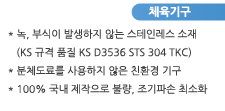 체육기구
* 녹, 부식이 발생하지 않는 스테인레스 소재
(KS 규격 품질 KS D3536 STS 304 TKC)
* 분체도료를 사용하지 않은 친환경 기구
* 100% 국내 제작으로 불량, 조기파손 최소화